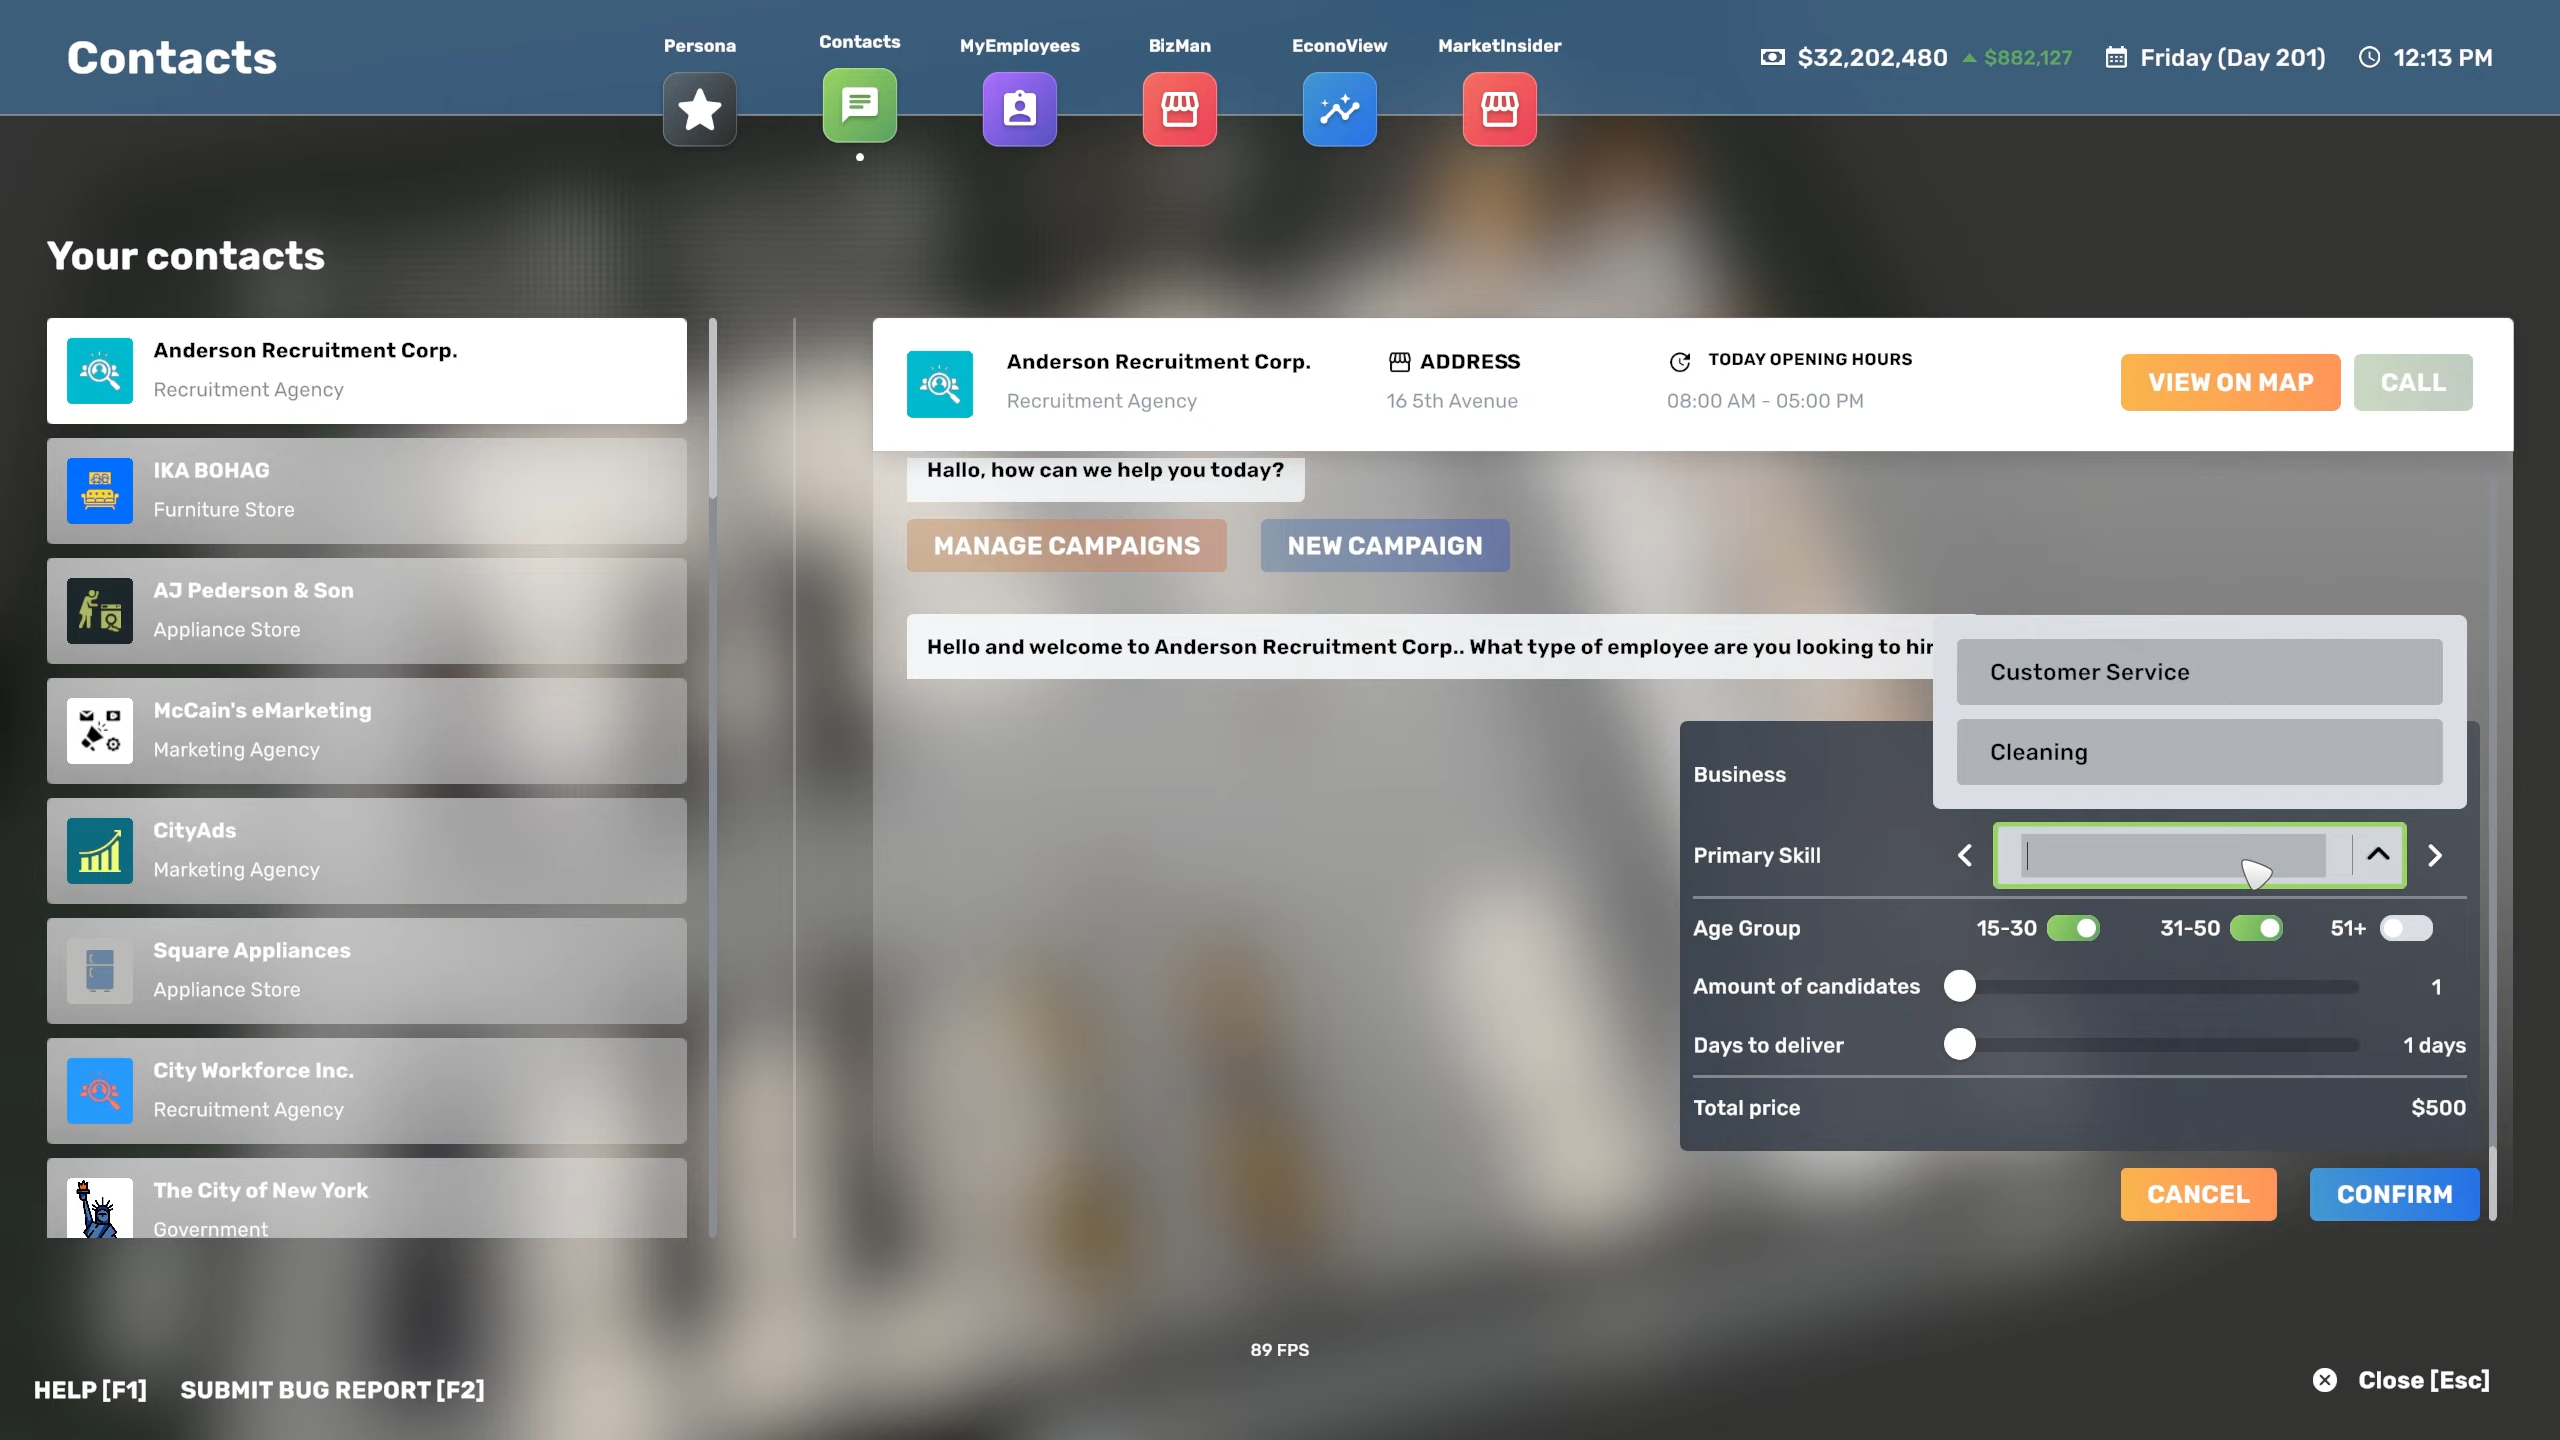 Contacts
Persona
Contacts
MyEmployees
BizMan
EconoView
MarketInsider
$32,202,480
$882,127
Friday (Day 201)
12:13 PM
Your contacts
Anderson Recruitment Corp.
Recruitment Agency
IKA BOHAG
Furniture Store
AJ Pederson & Son
Appliance Store
McCain's eMarketing
Marketing Agency
CityAds
Marketing Agency
Square Appliances
Appliance Store
City Workforce Inc.
Recruitment Agency
The City of New York
Government
Anderson Recruitment Corp.
Recruitment Agency
ADDRESS
16 5th Avenue
TODAY OPENING HOURS
08:00 AM - 05:00 PM
VIEW ON MAP
CALL
Hallo, how can we help you today?
MANAGE CAMPAIGNS
NEW CAMPAIGN
Hello and welcome to Anderson Recruitment Corp.. What type of employee are you looking to hir
Customer Service
Cleaning
Business
Primary Skill
Age Group
15-30
31-50
51+
Amount of candidates
1
Days to deliver
1 days
Total price
$500
CANCEL
CONFIRM
89 FPS
HELP [F1]
SUBMIT BUG REPORT [F2]
Close [Esc]